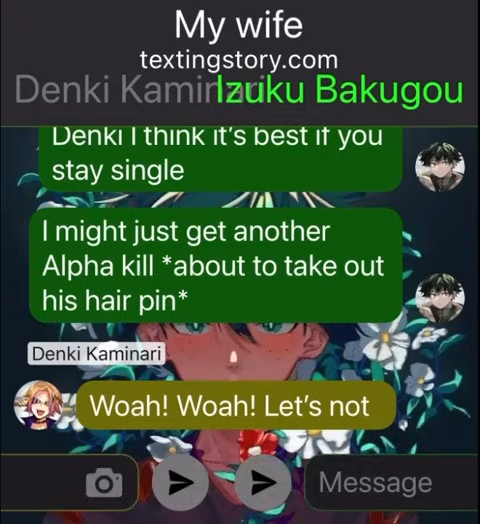 My wife
textingstory.com
Denki Kaminari Izuku Bakugou
Denki I think it's best if you
stay single
I might just get another
Alpha kill *about to take out
his hair pin*
Denki Kaminari
Woah! Woah! Let's not
Message